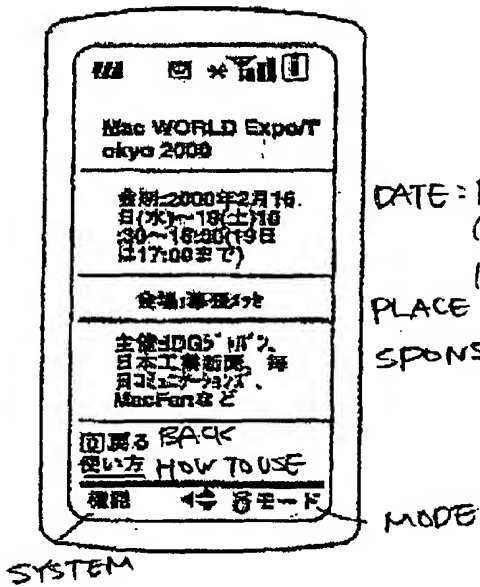 Mac WORLD Expo/T
okyo 2000
会期:2000年2月16
日(水)~19(土)10
:30~18:00(19日
は17:00まで)
会場:幕張メッセ
主催:IDGジャパン、
日本工業新聞、毎
日コミュニケーションズ、
MacFanなど
回戻る BACK
使い方 HOW TO USE
確認 モード
DATE:
PLACE
SPONS
MODE
SYSTEM